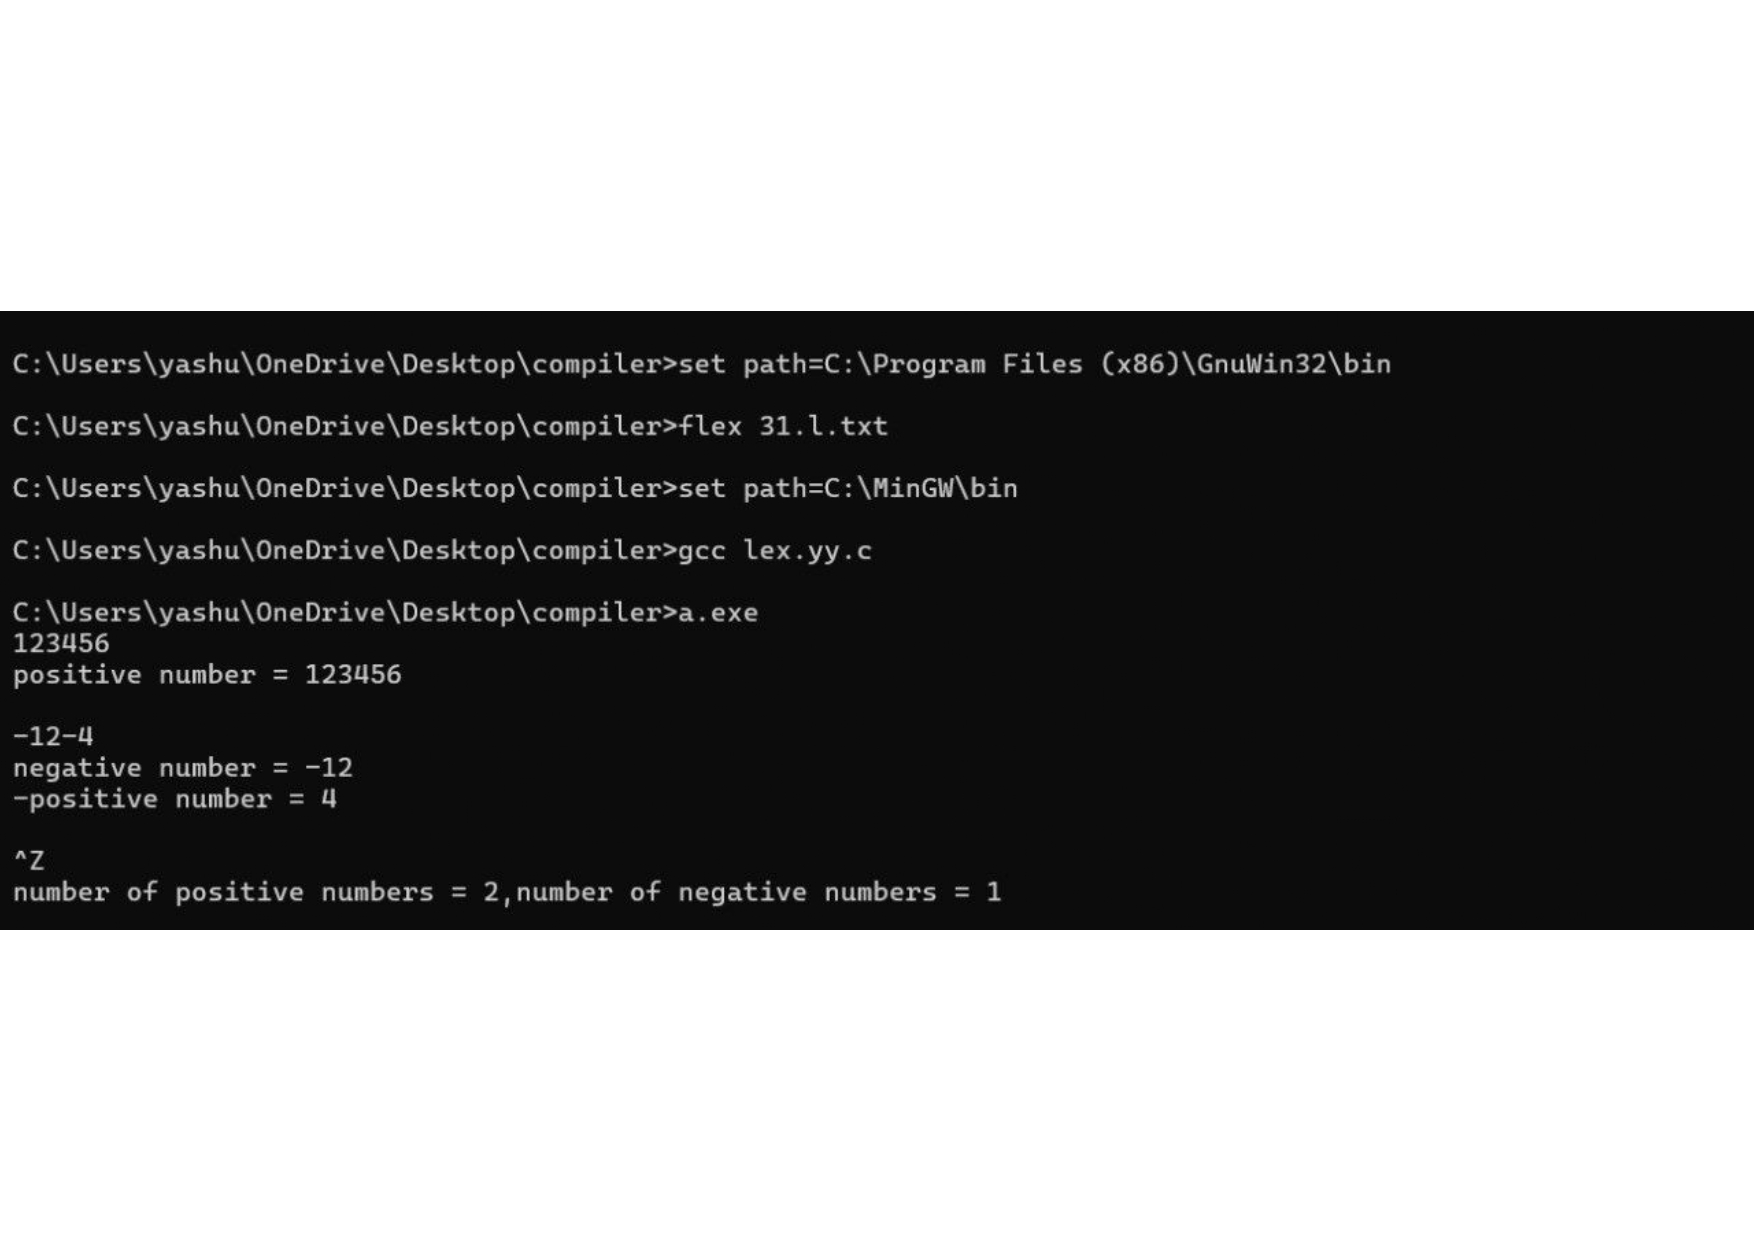 C:\Users\yashu\OneDrive\Desktop\compiler>set path=C:\Program Files (x86)\GnuWin32\bin
C:\Users\yashu\OneDrive\Desktop\compiler>flex 31.l.txt
C:\Users\yashu\OneDrive\Desktop\compiler>set path=C:\MinGW\bin
C:\Users\yashu\OneDrive\Desktop\compiler>gcc lex.yy.c
C:\Users\yashu\OneDrive\Desktop\compiler>a.exe
123456
positive number = 123456
-12-4
negative number = -12
-positive number = 4
^Z
number of positive numbers = 2,number of negative numbers = 1